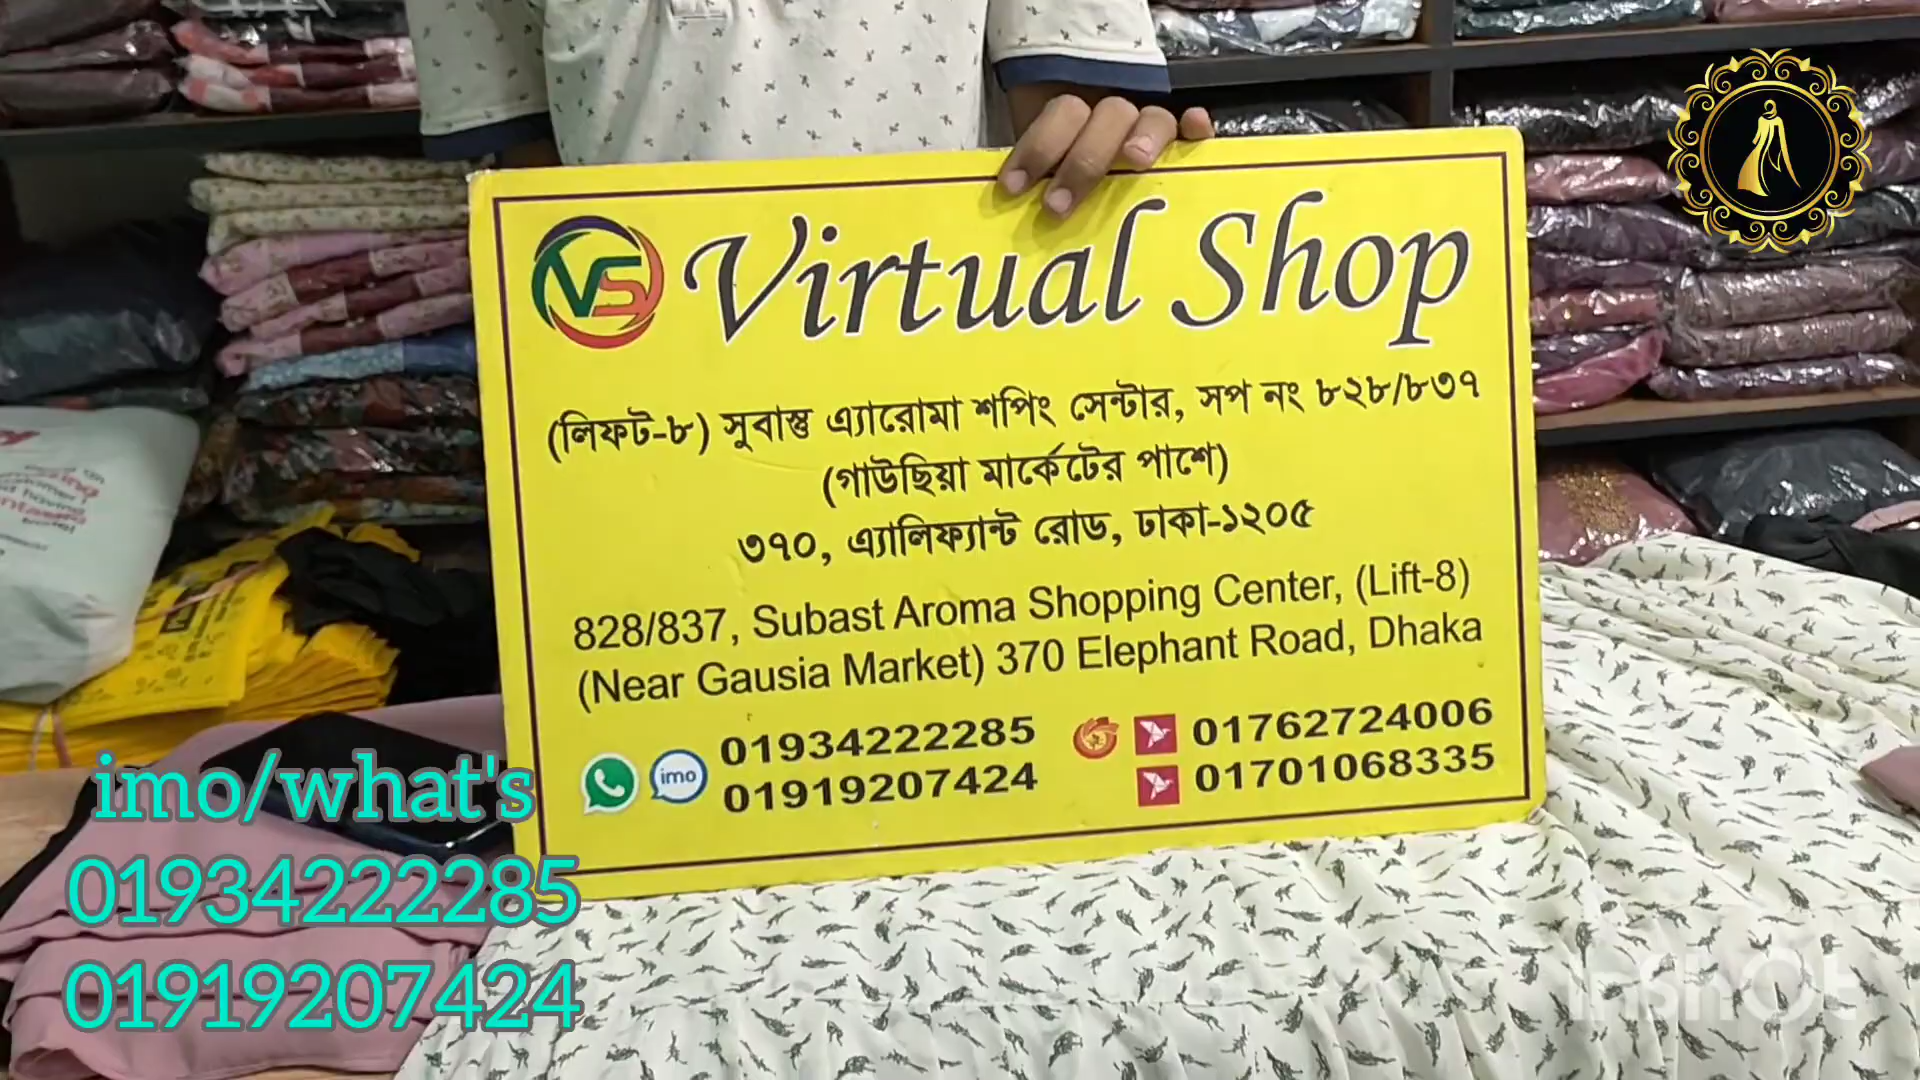 VS Virtual Shop
(লিফট-৮) সুবাস্তু এ্যারোমা শপিং সেন্টার, সপ নং ৮২৮/৮৩৭
(গাউছিয়া মার্কেটের পাশে)
৩৭০, এ্যালিফ্যান্ট রোড, ঢাকা-১২০৫
828/837, Subast Aroma Shopping Center, (Lift-8)
(Near Gausia Market) 370 Elephant Road, Dhaka
imo 01934222285 01762724006
01919207424 01701068335
imo/what's
01934222285
01919207424
InShOt